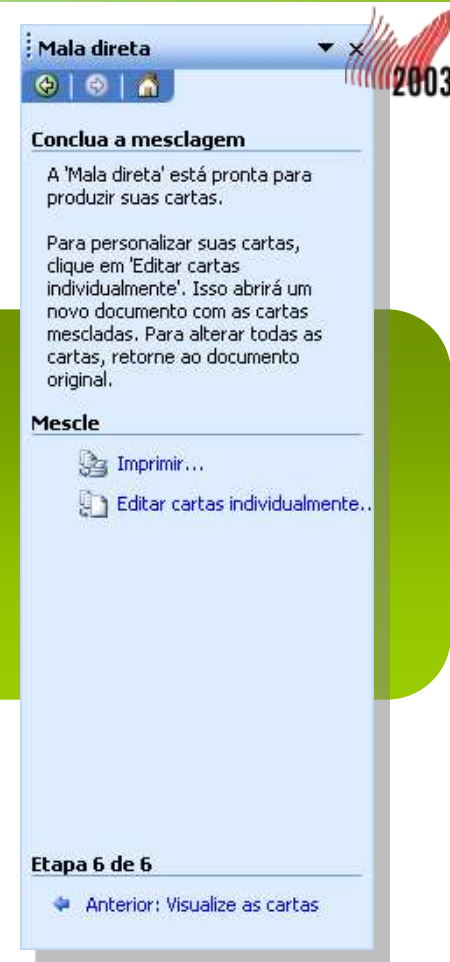 Mala direta
2003
Conclua a mesclagem
A 'Mala direta' está pronta para
produzir suas cartas.
Para personalizar suas cartas,
clique em 'Editar cartas
individualmente'. Isso abrirá um
novo documento com as cartas
mescladas. Para alterar todas as
cartas, retorne ao documento
original.
Mescle
Imprimir...
Editar cartas individualmente..
Etapa 6 de 6
Anterior: Visualize as cartas